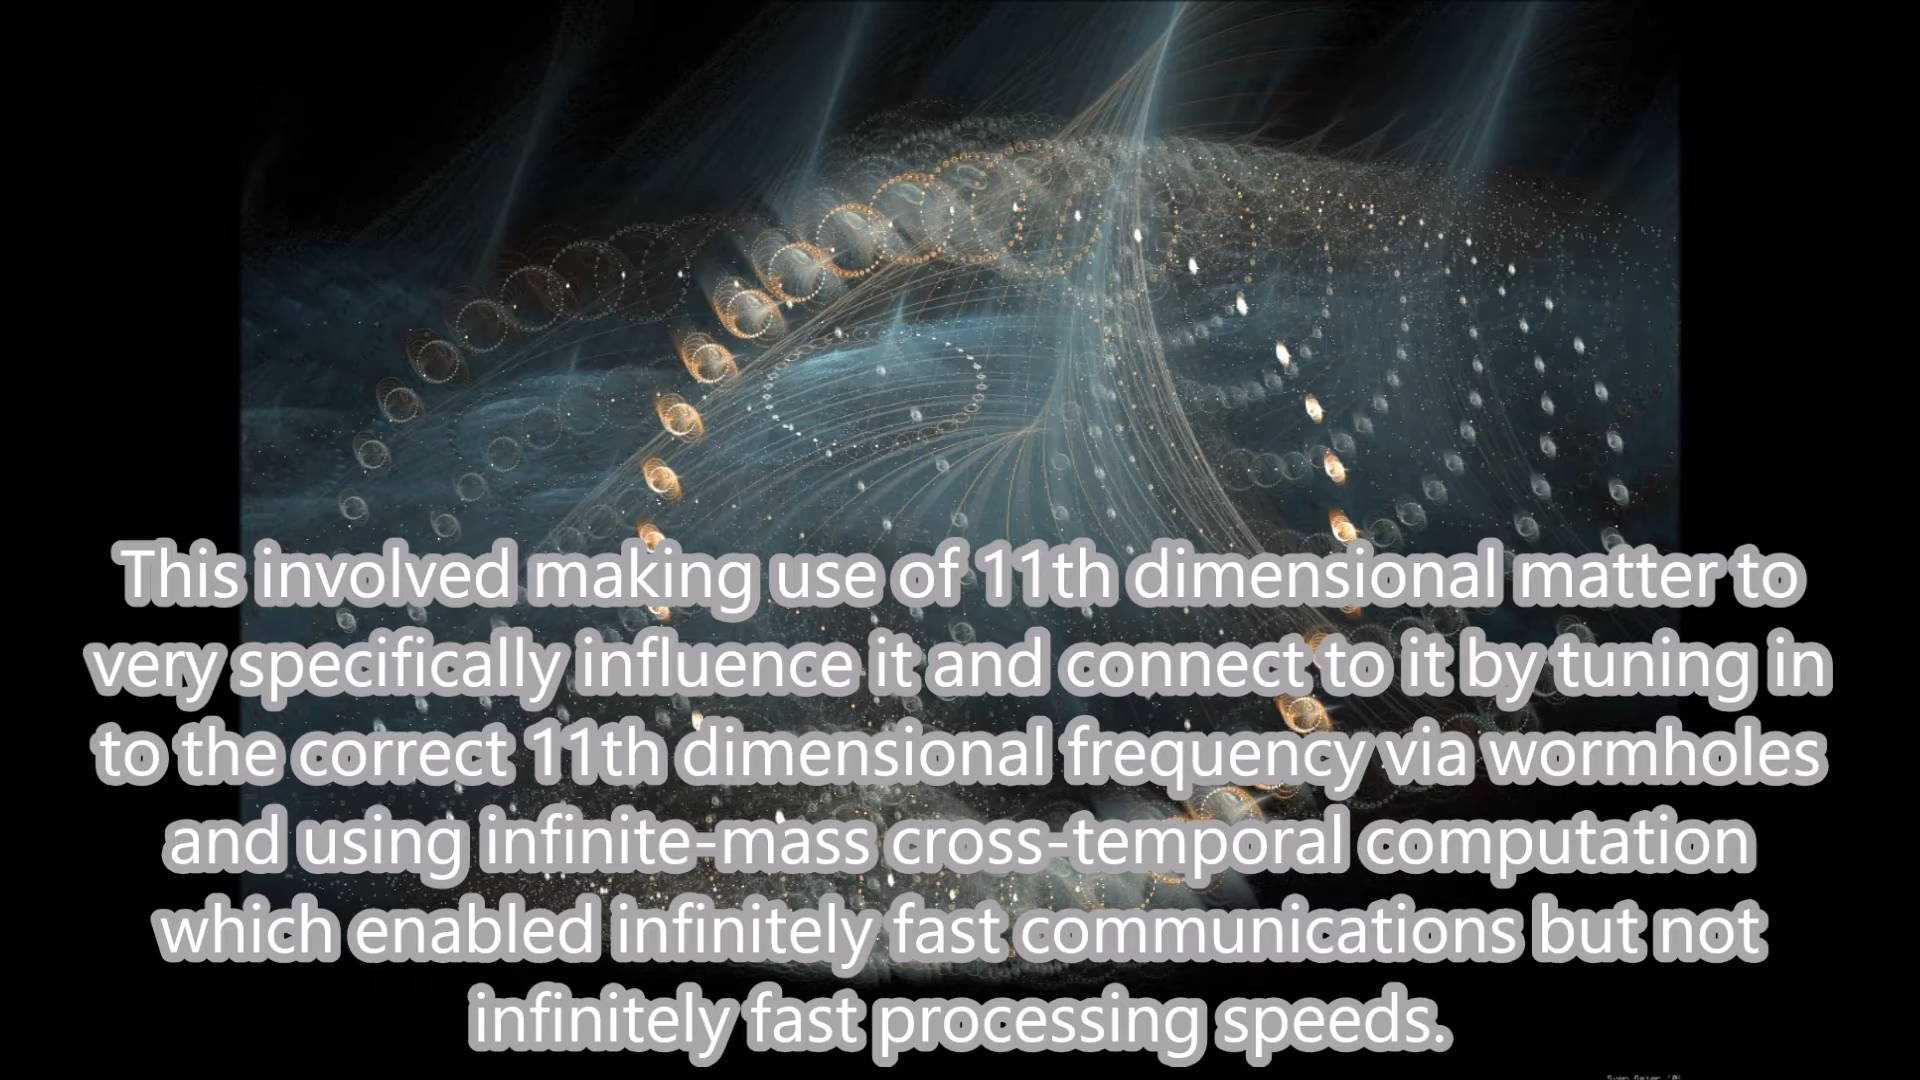 This involved making use of 11th dimensional matter to
very specifically influence it and connect to it by tuning in
to the correct 11th dimensional frequency via wormholes
and using infinite-mass cross-temporal computation
which enabled infinitely fast communications but not
infinitely fast processing speeds.